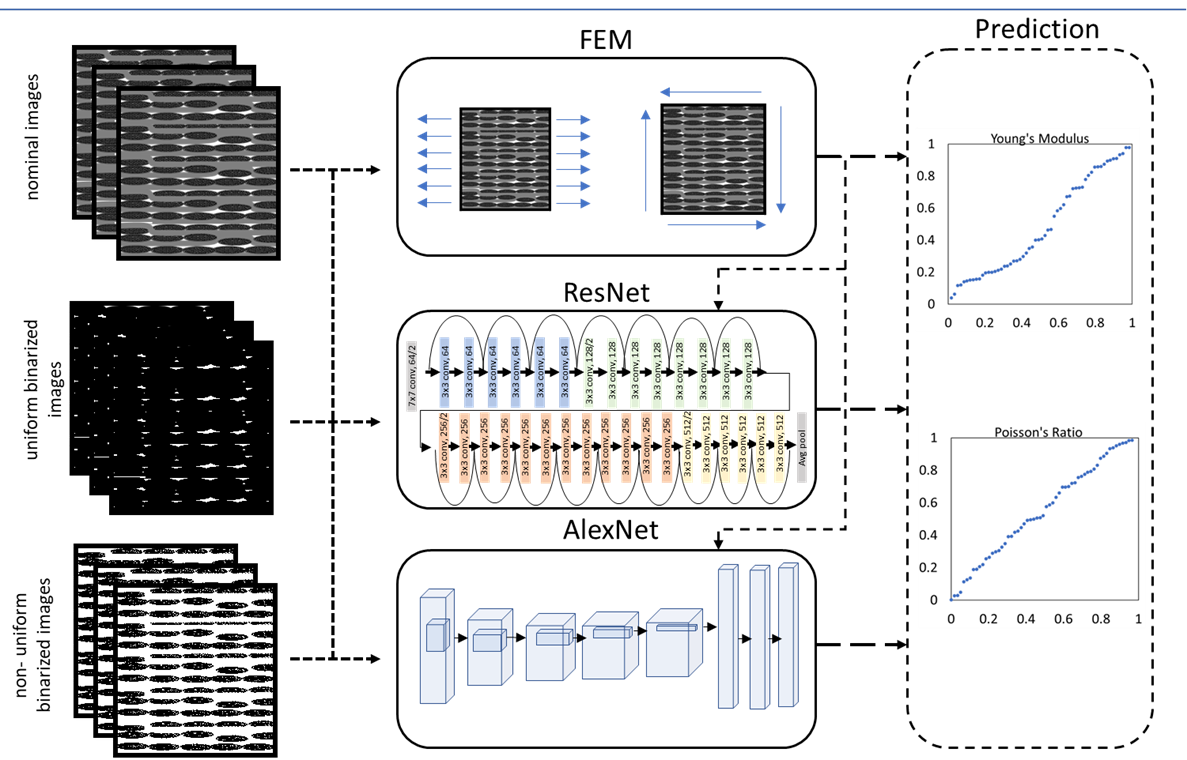 Prediction
FEM
nominal images
Young's Modulus
1
0.8
0.6
0.4
0.2
0
0
0.2
0.4
0.6
0.8
1
ResNet
uniform binarized
images
7x7 conv, 64/2
3x3 conv, 64
3x3 conv, 64
3x3 conv, 64
3x3 conv, 64
3x3 conv, 64
3x3 conv, 64
3x3 conv, 128/2
3x3 conv, 128
3x3 conv, 128
3x3 conv, 128
3x3 conv, 128
3x3 conv, 128
3x3 conv, 128
3x3 conv, 128
3x3 conv, 256/2
3x3 conv, 256
3x3 conv, 256
3x3 conv, 256
3x3 conv, 256
3x3 conv, 256
3x3 conv, 256
3x3 conv, 256
3x3 conv, 256
3x3 conv, 256
3x3 conv, 256
3x3 conv, 256
3x3 conv, 512/2
3x3 conv, 512
3x3 conv, 512
3x3 conv, 512
3x3 conv, 512
3x3 conv, 512
Avg pool
Poisson's Ratio
1
0.8
0.6
0.4
0.2
0
0
0.2
0.4
0.6
0.8
1
AlexNet
non- uniform
binarized images